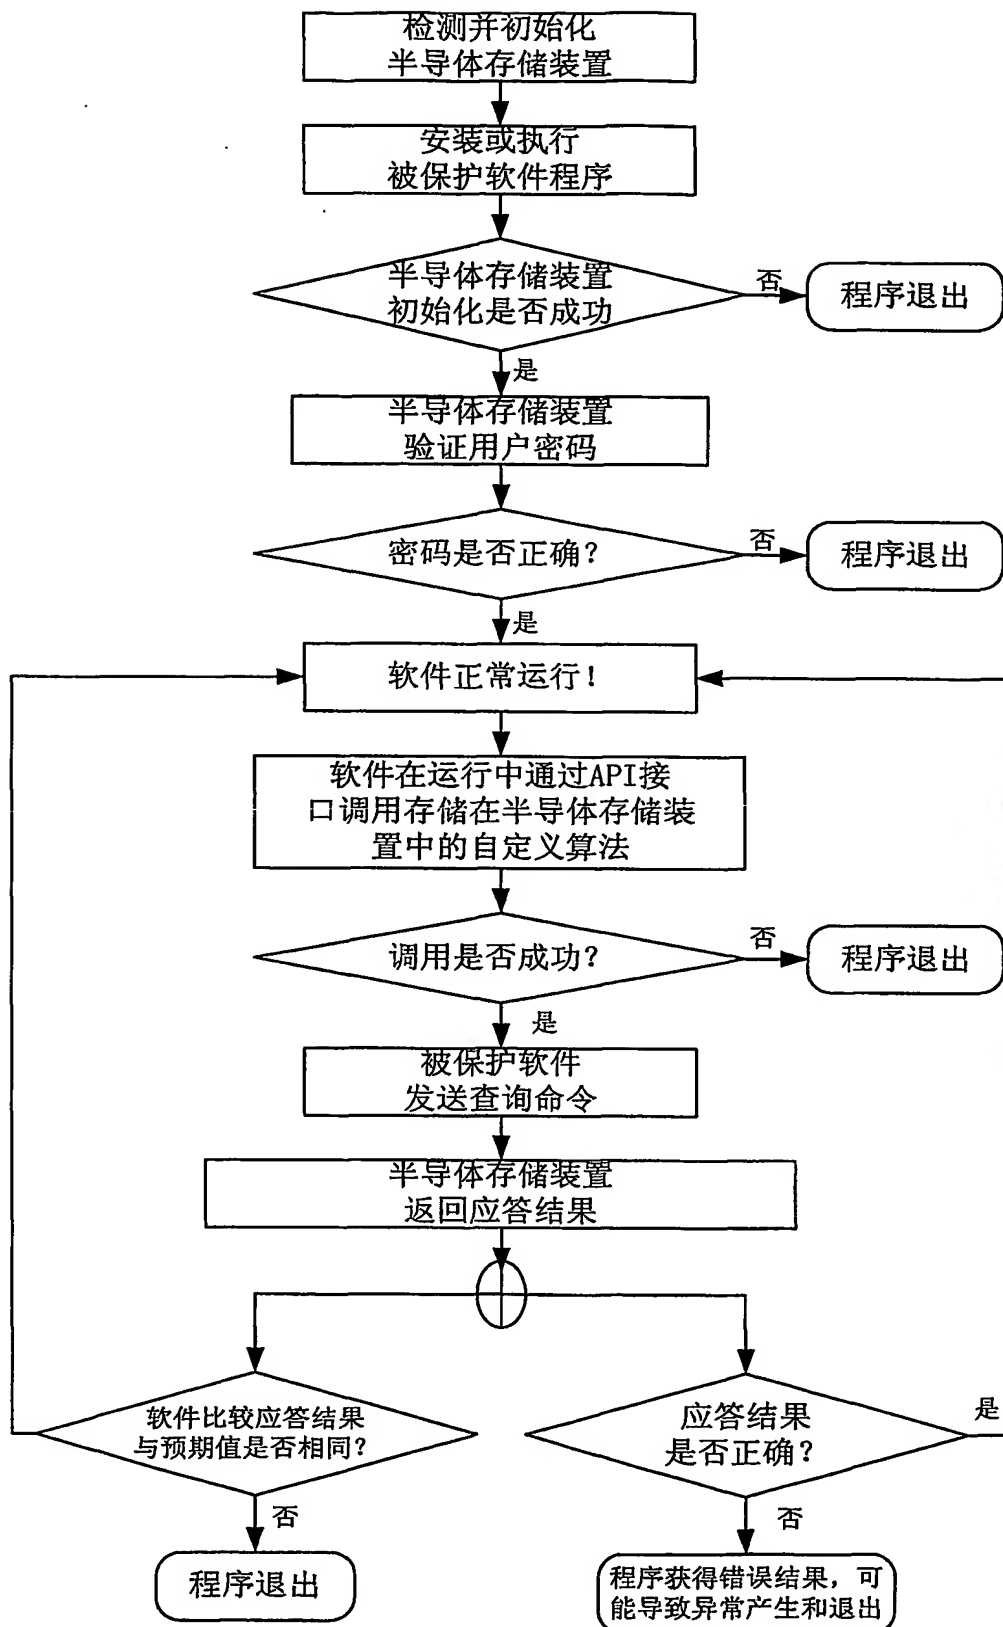 检测并初始化
半导体存储装置
安装或执行
被保护软件程序
半导体存储装置
初始化是否成功
否
程序退出
是
半导体存储装置
验证用户密码
密码是否正确?
否
程序退出
是
软件正常运行!
软件在运行中通过API接
口调用存储在半导体存储装
置中的自定义算法
调用是否成功?
否
程序退出
是
被保护软件
发送查询命令
半导体存储装置
返回应答结果
软件比较应答结果
与预期值是否相同?
应答结果
是否正确?
是
否
程序退出
否
程序获得错误结果,可
能导致异常产生和退出